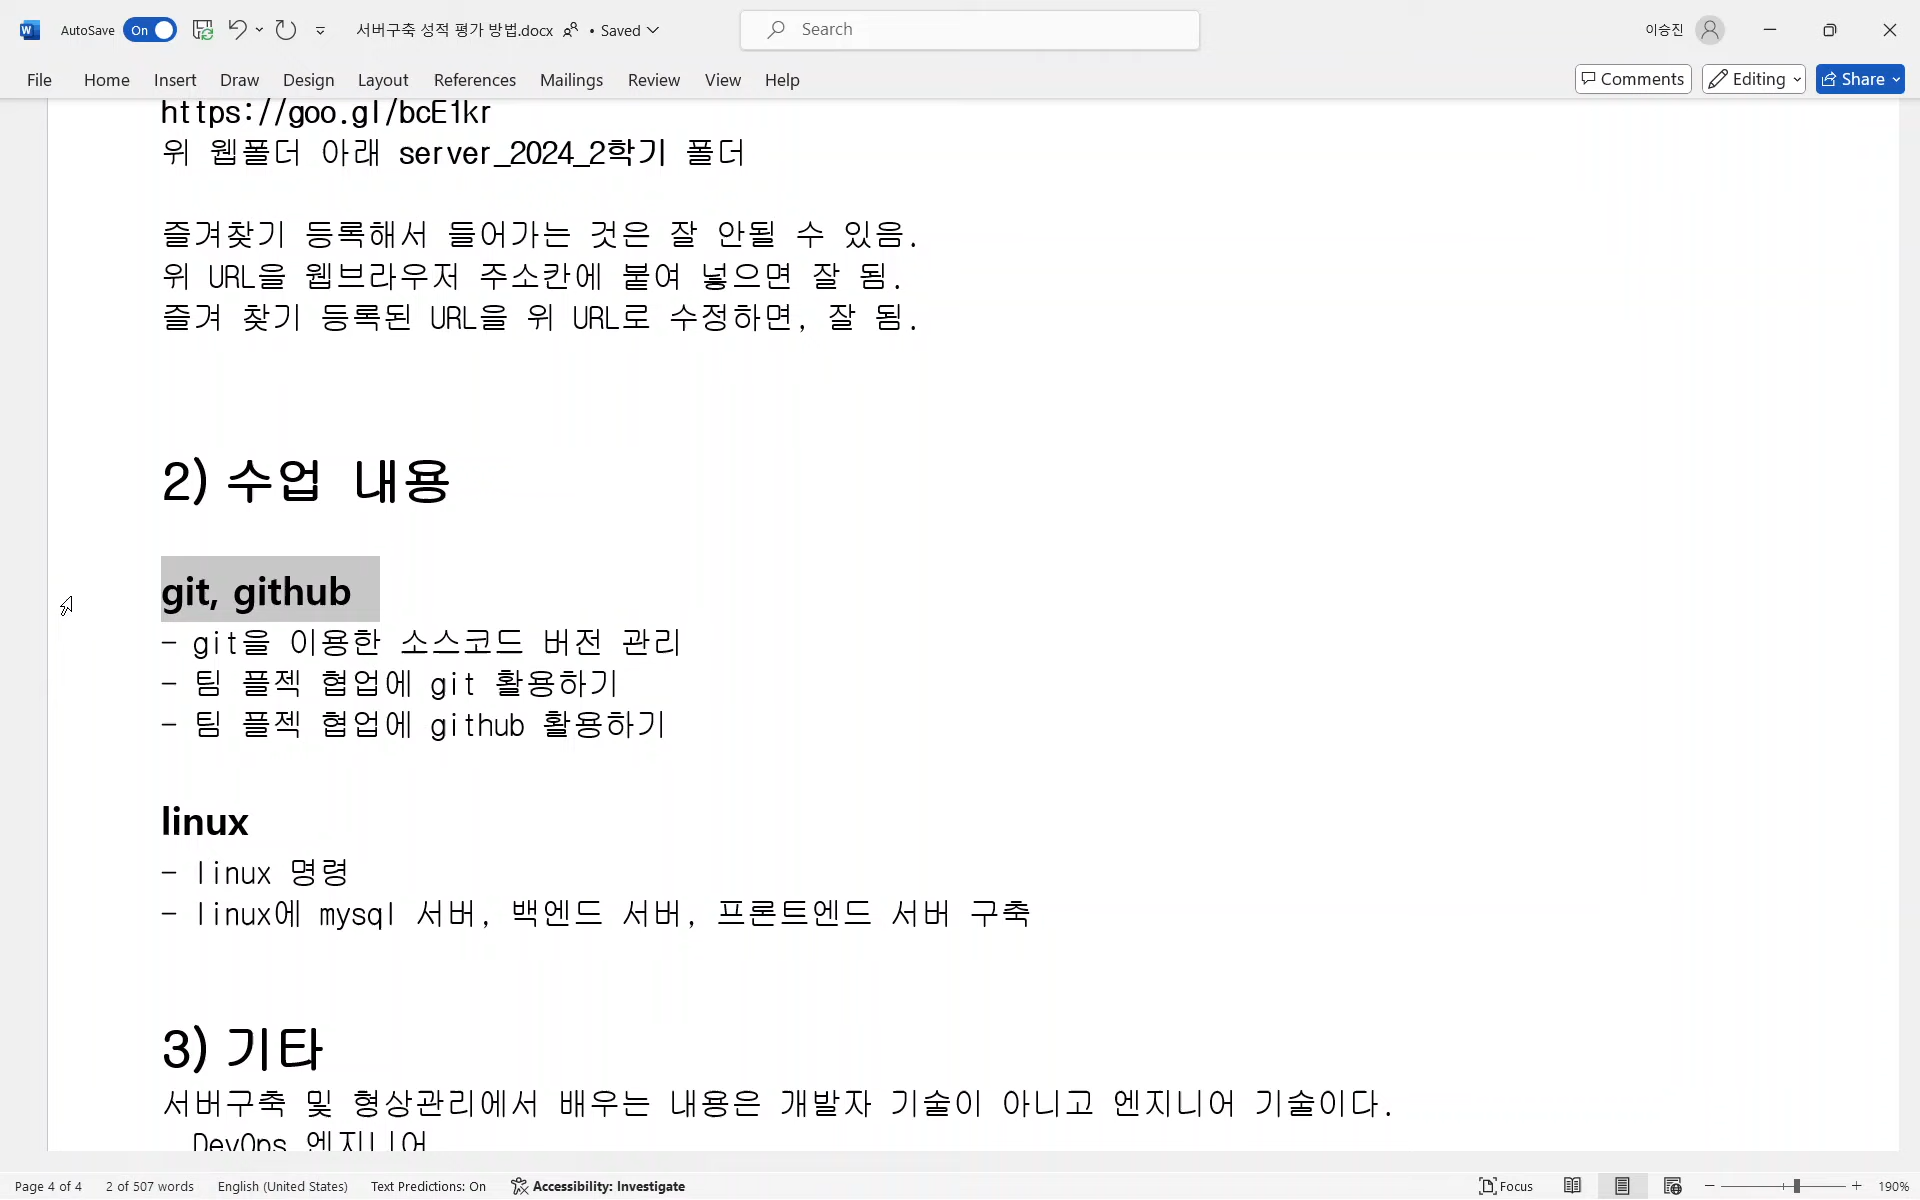 AutoSave On 서버구축 성적 평가 방법.docx • Saved Search 이승진
File Home Insert Draw Design Layout References Mailings Review View Help Comments Editing Share
https://goo.gl/bcE1kr
위 웹폴더 아래 server_2024_2학기 폴더
즐겨찾기 등록해서 들어가는 것은 잘 안될 수 있음.
위 URL을 웹브라우저 주소칸에 붙여 넣으면 잘 됨.
즐겨 찾기 등록된 URL을 위 URL로 수정하면, 잘 됨.
2) 수업 내용
git, github
- git을 이용한 소스코드 버전 관리
- 팀 플젝 협업에 git 활용하기
- 팀 플젝 협업에 github 활용하기
linux
- linux 명령
- linux에 mysql 서버, 백엔드 서버, 프론트엔드 서버 구축
3) 기타
서버구축 및 형상관리에서 배우는 내용은 개발자 기술이 아니고 엔지니어 기술이다.
DevOps 엔지니어
Page 4 of 4 2 of 507 words English (United States) Text Predictions: On Accessibility: Investigate Focus 190%